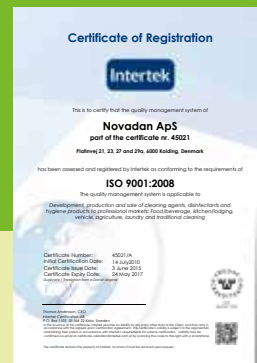 Certificate of Registration
Intertek
This is to certify that the quality management system of
Novadan ApS
part of the certificate nr. 45021
Platinvej 21, 23, 27 and 29a, 6000 Kolding, Denmark
has been assessed and registered by Intertek as conforming to the requirements of
ISO 9001:2008
The quality management system is applicable to
Development, production and sale of cleaning agents, disinfectants and
hygiene products to professional markets: Food/beverage, kitchen/lodging,
vehicle, agriculture, laundry and traditional cleaning
Certificate Number: 45021/A
Initial Certification Date: 14 July2010
Certificate Issue Date: 3 June 2015
Certificate Expiry Date: 24 May 2017